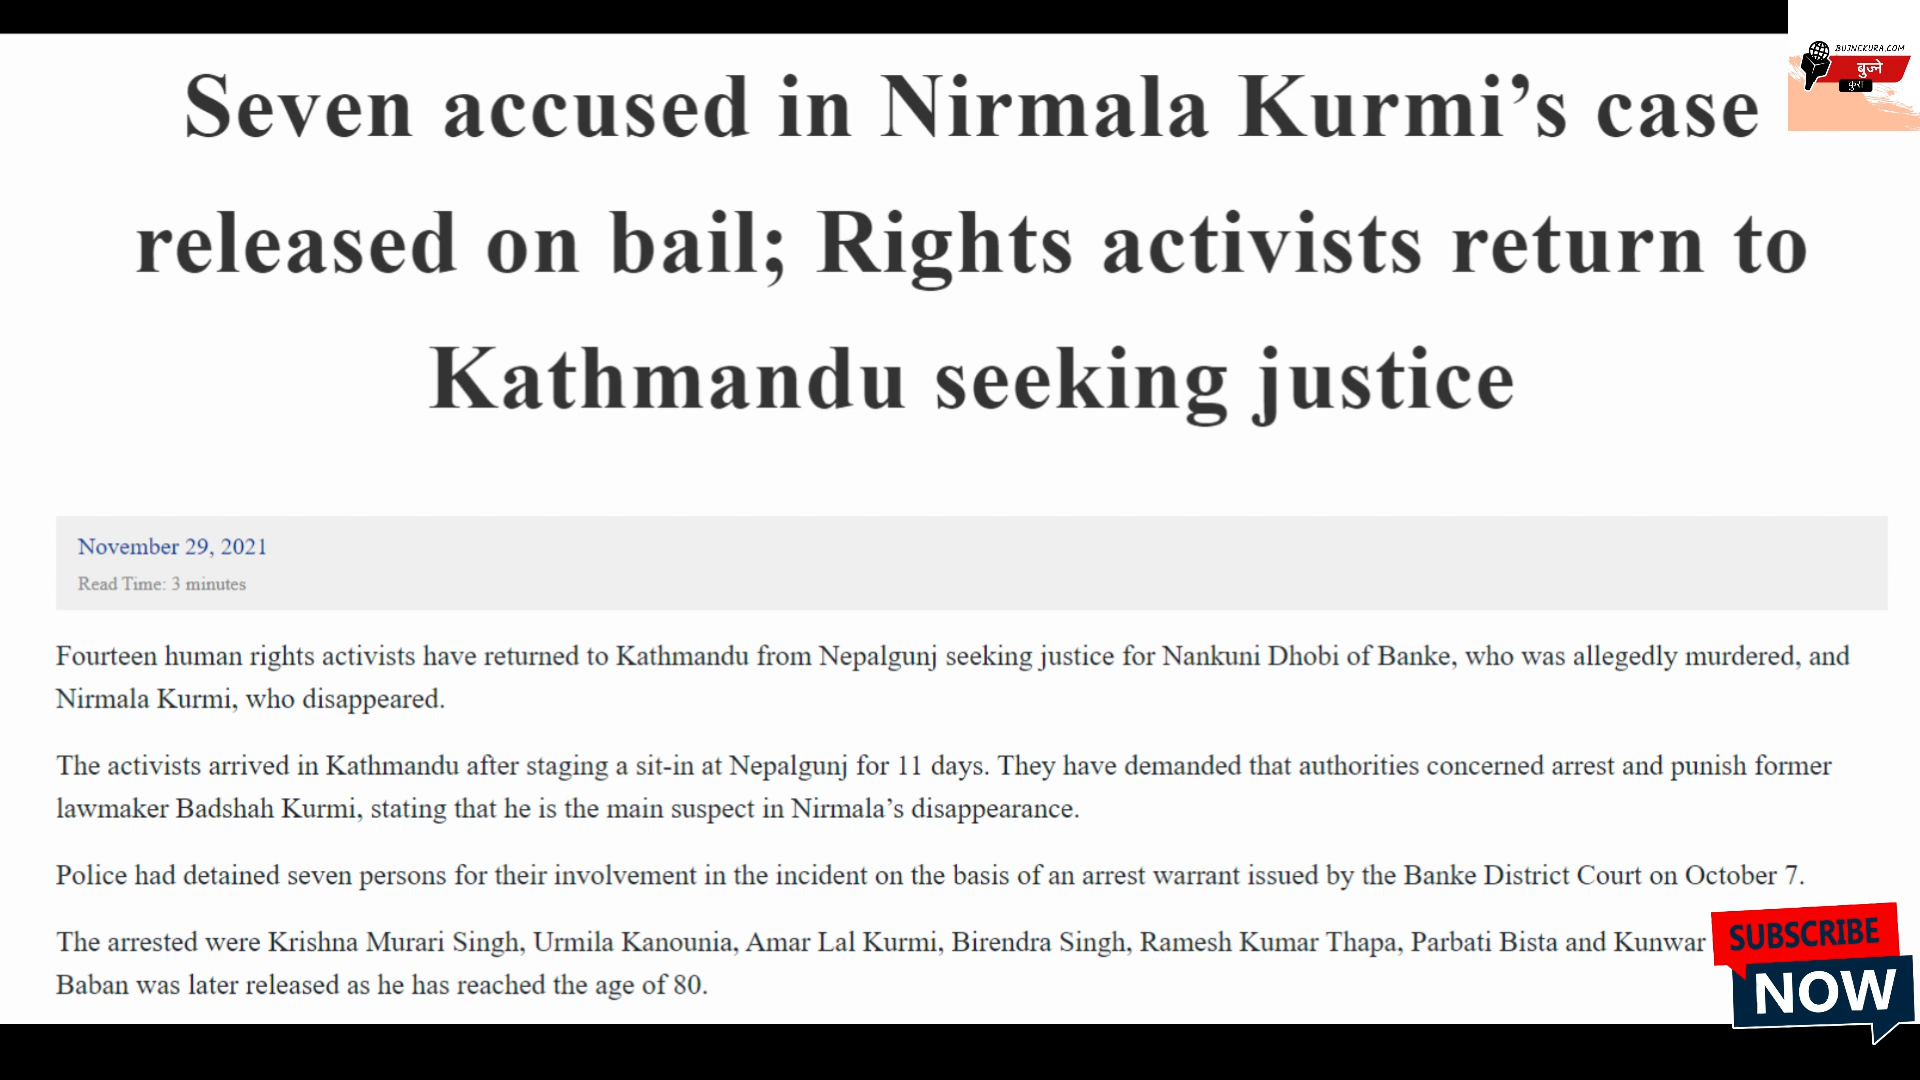 Seven accused in Nirmala Kurmi’s case
released on bail; Rights activists return to
Kathmandu seeking justice
BUJNEKURA.COM
बुज्ने
कुरा
November 29, 2021
Read Time: 3 minutes
Fourteen human rights activists have returned to Kathmandu from Nepalgunj seeking justice for Nankuni Dhobi of Banke, who was allegedly murdered, and
Nirmala Kurmi, who disappeared.
The activists arrived in Kathmandu after staging a sit-in at Nepalgunj for 11 days. They have demanded that authorities concerned arrest and punish former
lawmaker Badshah Kurmi, stating that he is the main suspect in Nirmala’s disappearance.
Police had detained seven persons for their involvement in the incident on the basis of an arrest warrant issued by the Banke District Court on October 7.
The arrested were Krishna Murari Singh, Urmila Kanounia, Amar Lal Kurmi, Birendra Singh, Ramesh Kumar Thapa, Parbati Bista and Kunwar
Baban was later released as he has reached the age of 80.
SUBSCRIBE
NOW